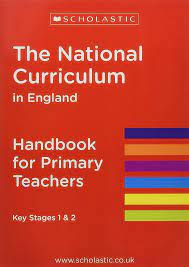 SCHOLASTIC
The National
Curriculum
in England
Handbook
for Primary
Teachers
Key Stages 1 & 2
www.scholastic.co.uk